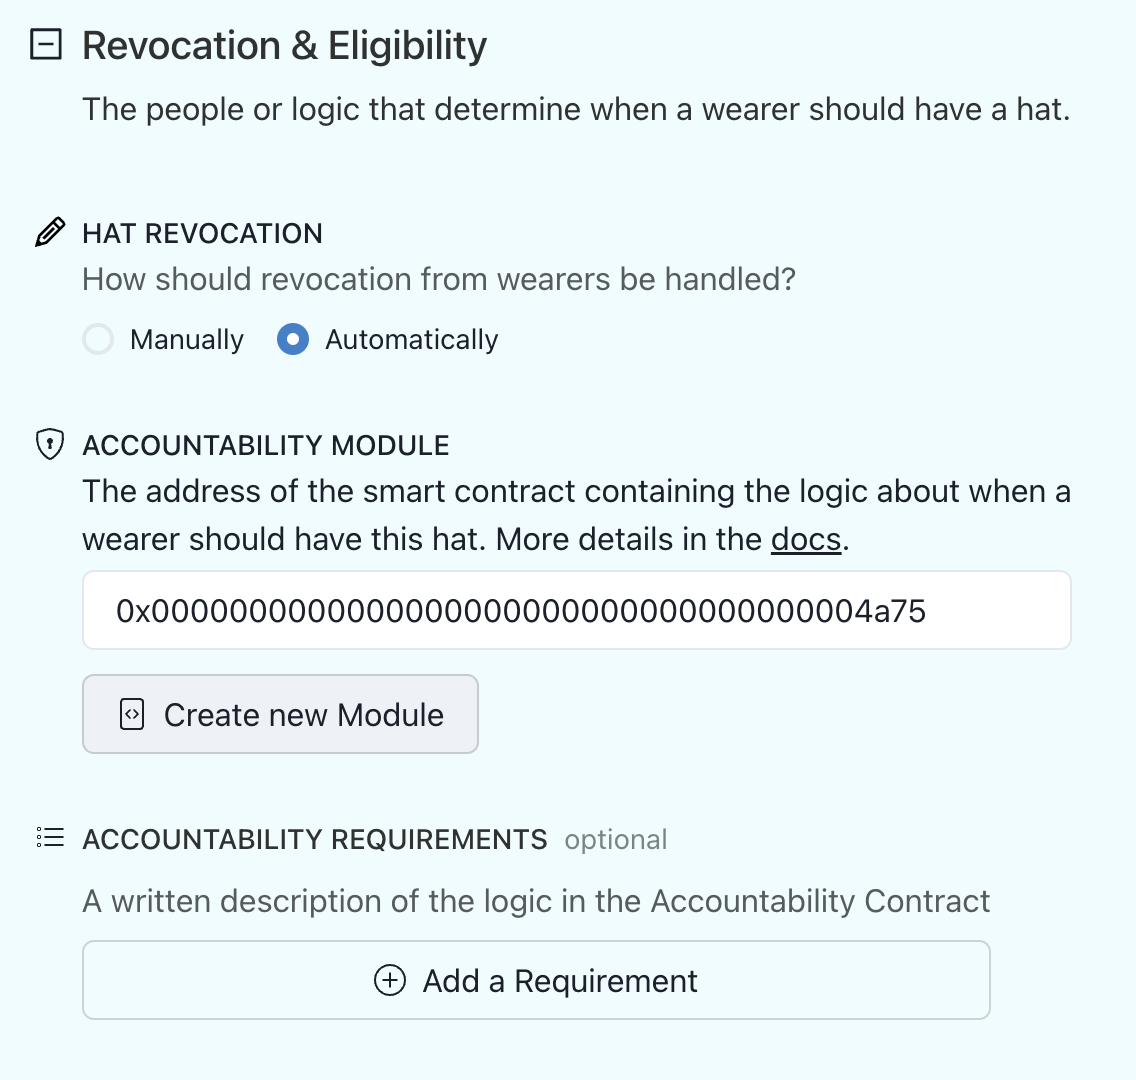 Revocation & Eligibility
The people or logic that determine when a wearer should have a hat.
HAT REVOCATION
How should revocation from wearers be handled?
Manually Automatically
ACCOUNTABILITY MODULE
The address of the smart contract containing the logic about when a
wearer should have this hat. More details in the docs.
0x0000000000000000000000000000000000004a75
Create new Module
ACCOUNTABILITY REQUIREMENTS optional
A written description of the logic in the Accountability Contract
Add a Requirement